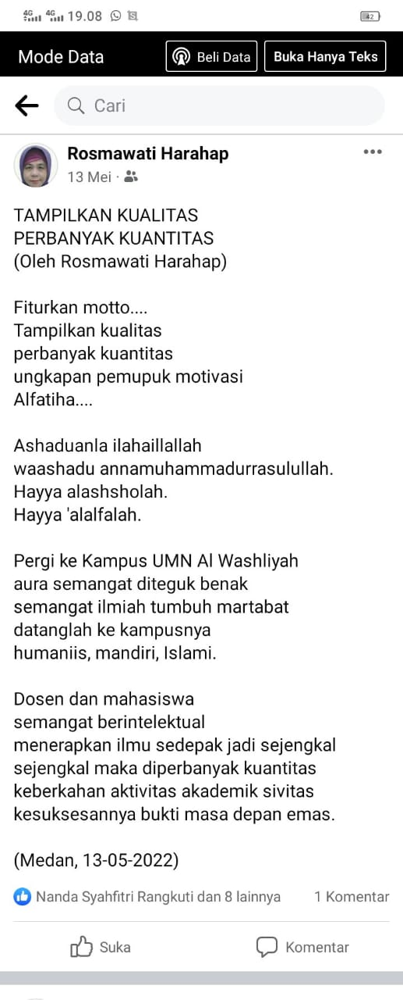 4G 4G 19.08 42
Mode Data Beli Data Buka Hanya Teks
Cari
Rosmawati Harahap
13 Mei ·
TAMPILKAN KUALITAS
PERBANYAK KUANTITAS
(Oleh Rosmawati Harahap)
Fiturkan motto....
Tampilkan kualitas
perbanyak kuantitas
ungkapan pemupuk motivasi
Alfatiha....
Ashaduanla ilahaillallah
waashadu annamuhammadurrasulullah.
Hayya alashsholah.
Hayya 'alalfalah.
Pergi ke Kampus UMN Al Washliyah
aura semangat diteguk benak
semangat ilmiah tumbuh martabat
datanglah ke kampusnya
humaniis, mandiri, Islami.
Dosen dan mahasiswa
semangat berintelektual
menerapkan ilmu sedepak jadi sejengkal
sejengkal maka diperbanyak kuantitas
keberkahan aktivitas akademik sivitas
kesuksesannya bukti masa depan emas.
(Medan, 13-05-2022)
Nanda Syahfitri Rangkuti dan 8 lainnya 1 Komentar
Suka Komentar